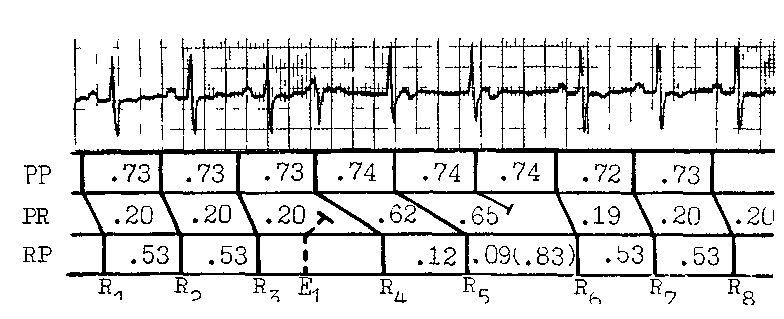 PP .73 .73 .73 .74 .74 .74 .72 .73
PR .20 .20 .20 .62 .65 .19 .20 .20
RP .53 .53 .12 .09(.83) .53 .53
R1 R2 R3 E1 R4 R5 R6 R7 R8